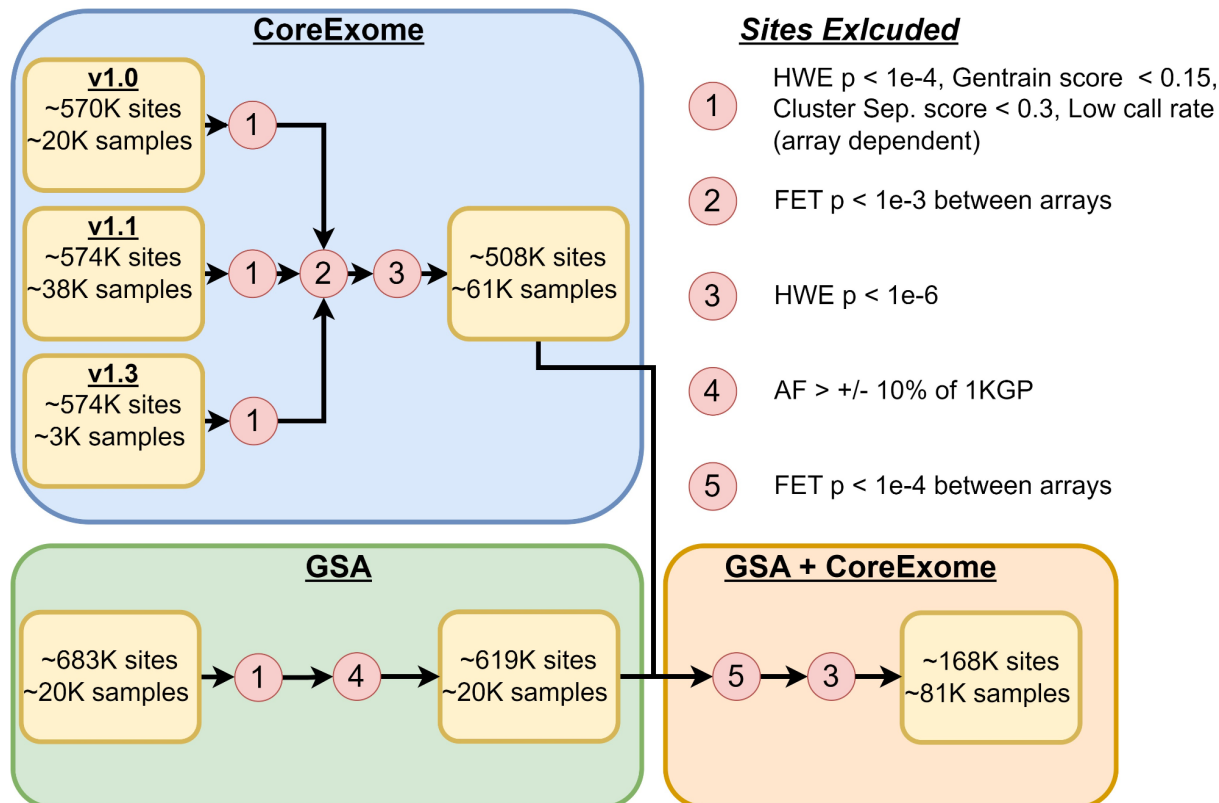 CoreExome
v1.0
~570K sites
~20K samples
1
v1.1
~574K sites
~38K samples
1
2
3
~508K sites
~61K samples
v1.3
~574K sites
~3K samples
1
Sites Exlcuded
1
HWE p < 1e-4, Gentrain score < 0.15,
Cluster Sep. score < 0.3, Low call rate
(array dependent)
2
FET p < 1e-3 between arrays
3
HWE p < 1e-6
4
AF > +/- 10% of 1KGP
5
FET p < 1e-4 between arrays
GSA
~683K sites
~20K samples
1
4
~619K sites
~20K samples
GSA + CoreExome
5
3
~168K sites
~81K samples